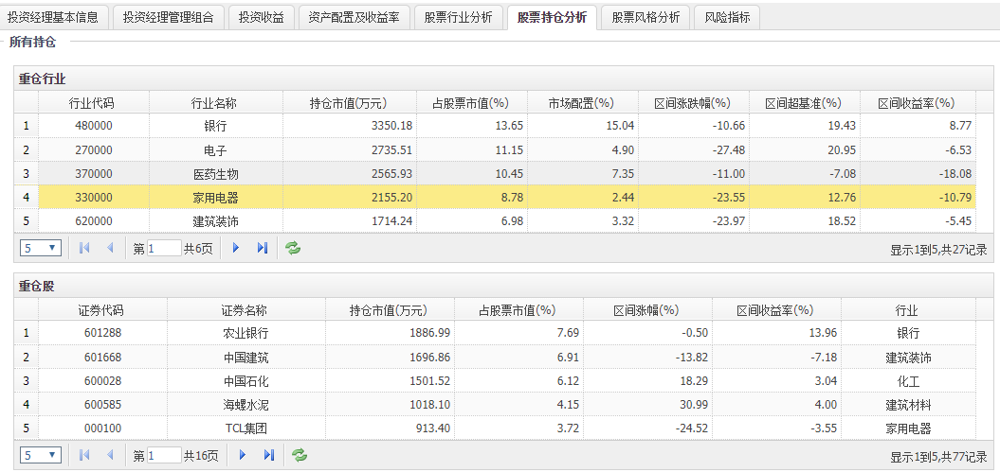 投资经理基本信息 投资经理管理组合 投资收益 资产配置及收益率 股票行业分析 股票持仓分析 股票风格分析 风险指标
所有持仓
重仓行业
行业代码 行业名称 持仓市值(万元) 占股票市值(%) 市场配置(%) 区间涨跌幅(%) 区间超基准(%) 区间收益率(%)
1 480000 银行 3350.18 13.65 15.04 -10.66 19.43 8.77
2 270000 电子 2735.51 11.15 4.90 -27.48 20.95 -6.53
3 370000 医药生物 2565.93 10.45 7.35 -11.00 -7.08 -18.08
4 330000 家用电器 2155.20 8.78 2.44 -23.55 12.76 -10.79
5 620000 建筑装饰 1714.24 6.98 3.32 -23.97 18.52 -5.45
5 第 1 共6页 显示1到5,共27记录
重仓股
证券代码 证券名称 持仓市值(万元) 占股票市值(%) 区间涨幅(%) 区间收益率(%) 行业
1 601288 农业银行 1886.99 7.69 -0.50 13.96 银行
2 601668 中国建筑 1696.86 6.91 -13.82 -7.18 建筑装饰
3 600028 中国石化 1501.52 6.12 18.29 3.04 化工
4 600585 海螺水泥 1018.10 4.15 30.99 4.00 建筑材料
5 000100 TCL集团 913.40 3.72 -24.52 -3.55 家用电器
5 第 1 共16页 显示1到5,共77记录